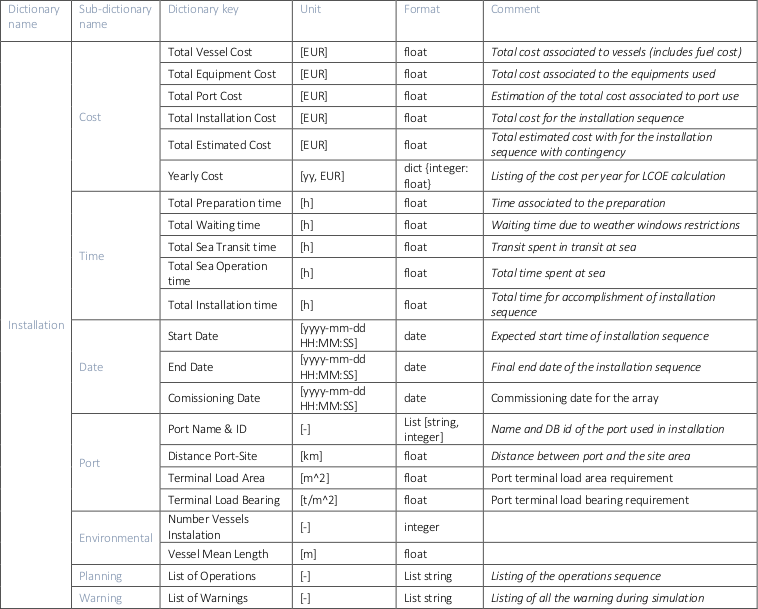 Dictionary name	Sub-dictionary name	Dictionary key	Unit	Format	Comment
Installation
Cost
Total Vessel Cost	[EUR]	float	Total cost associated to vessels (includes fuel cost)
Total Equipment Cost	[EUR]	float	Total cost associated to the equipments used
Total Port Cost	[EUR]	float	Estimation of the total cost associated to port use
Total Installation Cost	[EUR]	float	Total cost for the installation sequence
Total Estimated Cost	[EUR]	float	Total estimated cost with for the installation sequence with contingency
Yearly Cost	[yy, EUR]	dict {integer: float}	Listing of the cost per year for LCOE calculation
Time
Total Preparation time	[h]	float	Time associated to the preparation
Total Waiting time	[h]	float	Waiting time due to weather windows restrictions
Total Sea Transit time	[h]	float	Transit spent in transit at sea
Total Sea Operation time	[h]	float	Total time spent at sea
Total Installation time	[h]	float	Total time for accomplishment of installation sequence
Date
Start Date	[yyyy-mm-dd HH:MM:SS]	date	Expected start time of installation sequence
End Date	[yyyy-mm-dd HH:MM:SS]	date	Final end date of the installation sequence
Comissioning Date	[yyyy-mm-dd HH:MM:SS]	date	Commissioning date for the array
Port
Port Name & ID	[-]	List [string, integer]	Name and DB id of the port used in installation
Distance Port-Site	[km]	float	Distance between port and the site area
Terminal Load Area	[m^2]	float	Port terminal load area requirement
Terminal Load Bearing	[t/m^2]	float	Port terminal load bearing requirement
Environmental
Number Vessels Instalation	[-]	integer
Vessel Mean Length	[m]	float
Planning	List of Operations	[-]	List string	Listing of the operations sequence
Warning	List of Warnings	[-]	List string	Listing of all the warning during simulation